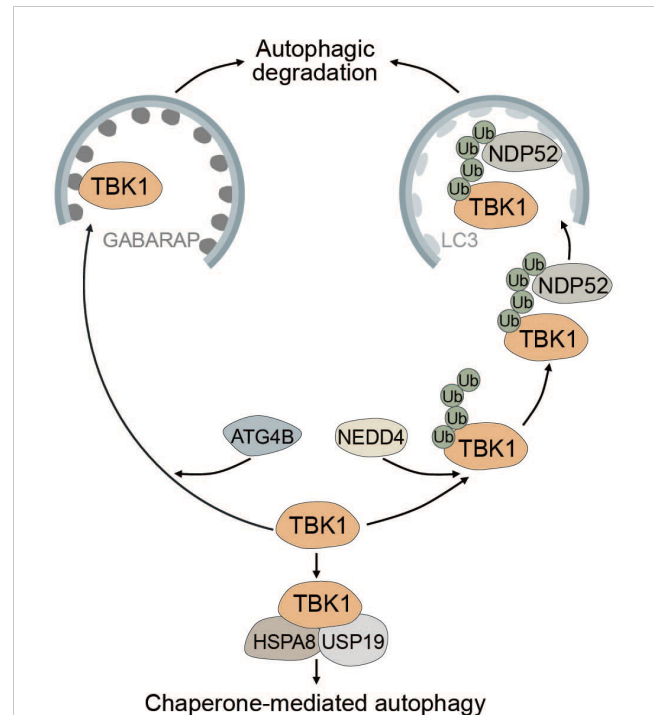 Autophagic
degradation
TBK1
GABARAP
Ub
Ub
Ub
Ub
NDP52
TBK1
LC3
Ub
Ub
Ub
Ub
NDP52
TBK1
Ub
Ub
Ub
Ub
TBK1
ATG4B
NEDD4
TBK1
TBK1
HSPA8
USP19
Chaperone-mediated autophagy